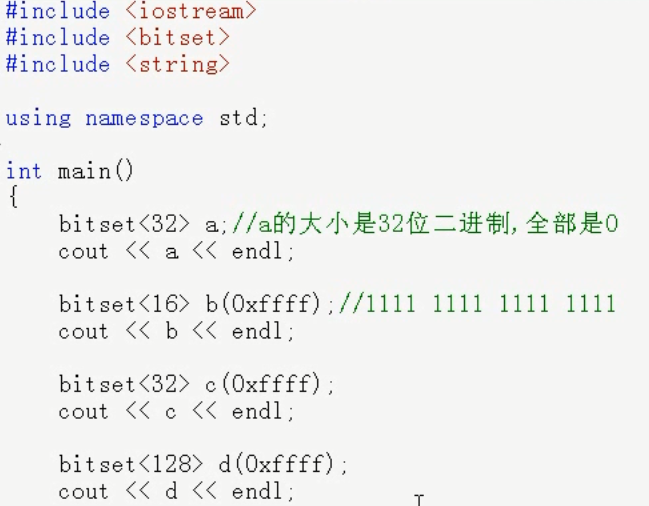 #include <iostream>
#include <bitset>
#include <string>
using namespace std;
int main()
{
    bitset<32> a;//a的大小是32位二进制,全部是0
    cout << a << endl;
    bitset<16> b(0xffff);//1111 1111 1111 1111
    cout << b << endl;
    bitset<32> c(0xffff);
    cout << c << endl;
    bitset<128> d(0xffff);
    cout << d << endl;